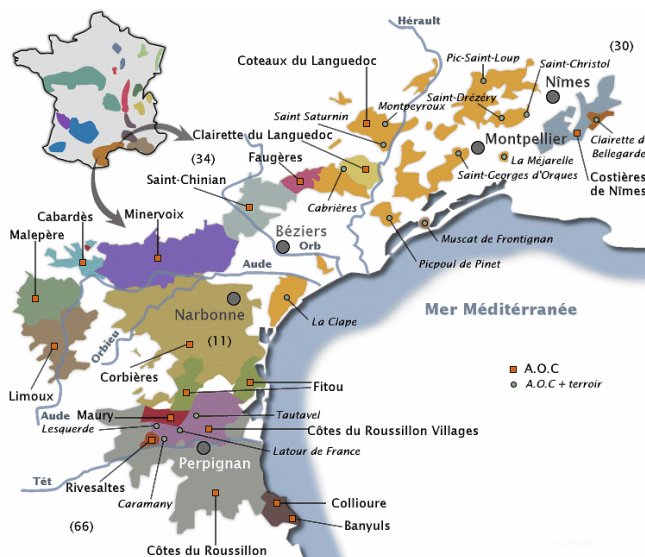 Hérault
(30)
Pic-Saint-Loup
Saint-Christol
Coteaux du Languedoc
Nîmes
Saint-Drézéry
Saint Saturnin
Montpeyroux
Clairette du Languedoc
Montpellier
(34)
Clairette de
Bellegarde
Faugères
La Méjarelle
Saint-Chinian
Saint-Georges d'Orques
Costières
de Nîmes
Cabrières
Cabardès
Minervoix
Malepère
Béziers
Orb
Muscat de Frontignan
Picpoul de Pinet
Aude
Mer Méditérranée
Narbonne
La Clape
Orbieu
(11)
Corbières
A.O.C
A.O.C + terroir
Limoux
Fitou
Aude
Maury
Tautavel
Lesquerde
Côtes du Roussillon Villages
Latour de France
Perpignan
Têt
Rivesaltes
Caramany
Collioure
(66)
Banyuls
Côtes du Roussillon